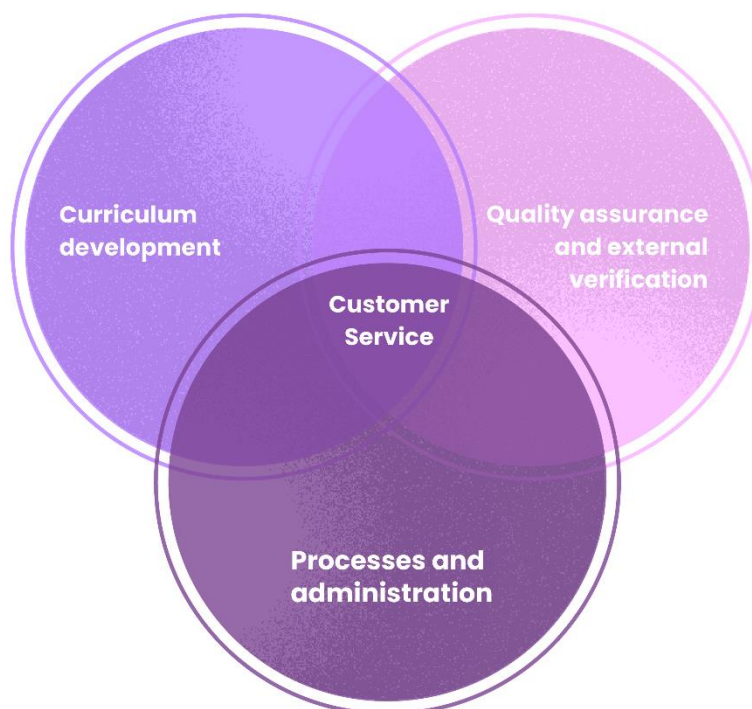 Curriculum
development
Quality assurance
and external
verification
Customer
Service
Processes and
administration